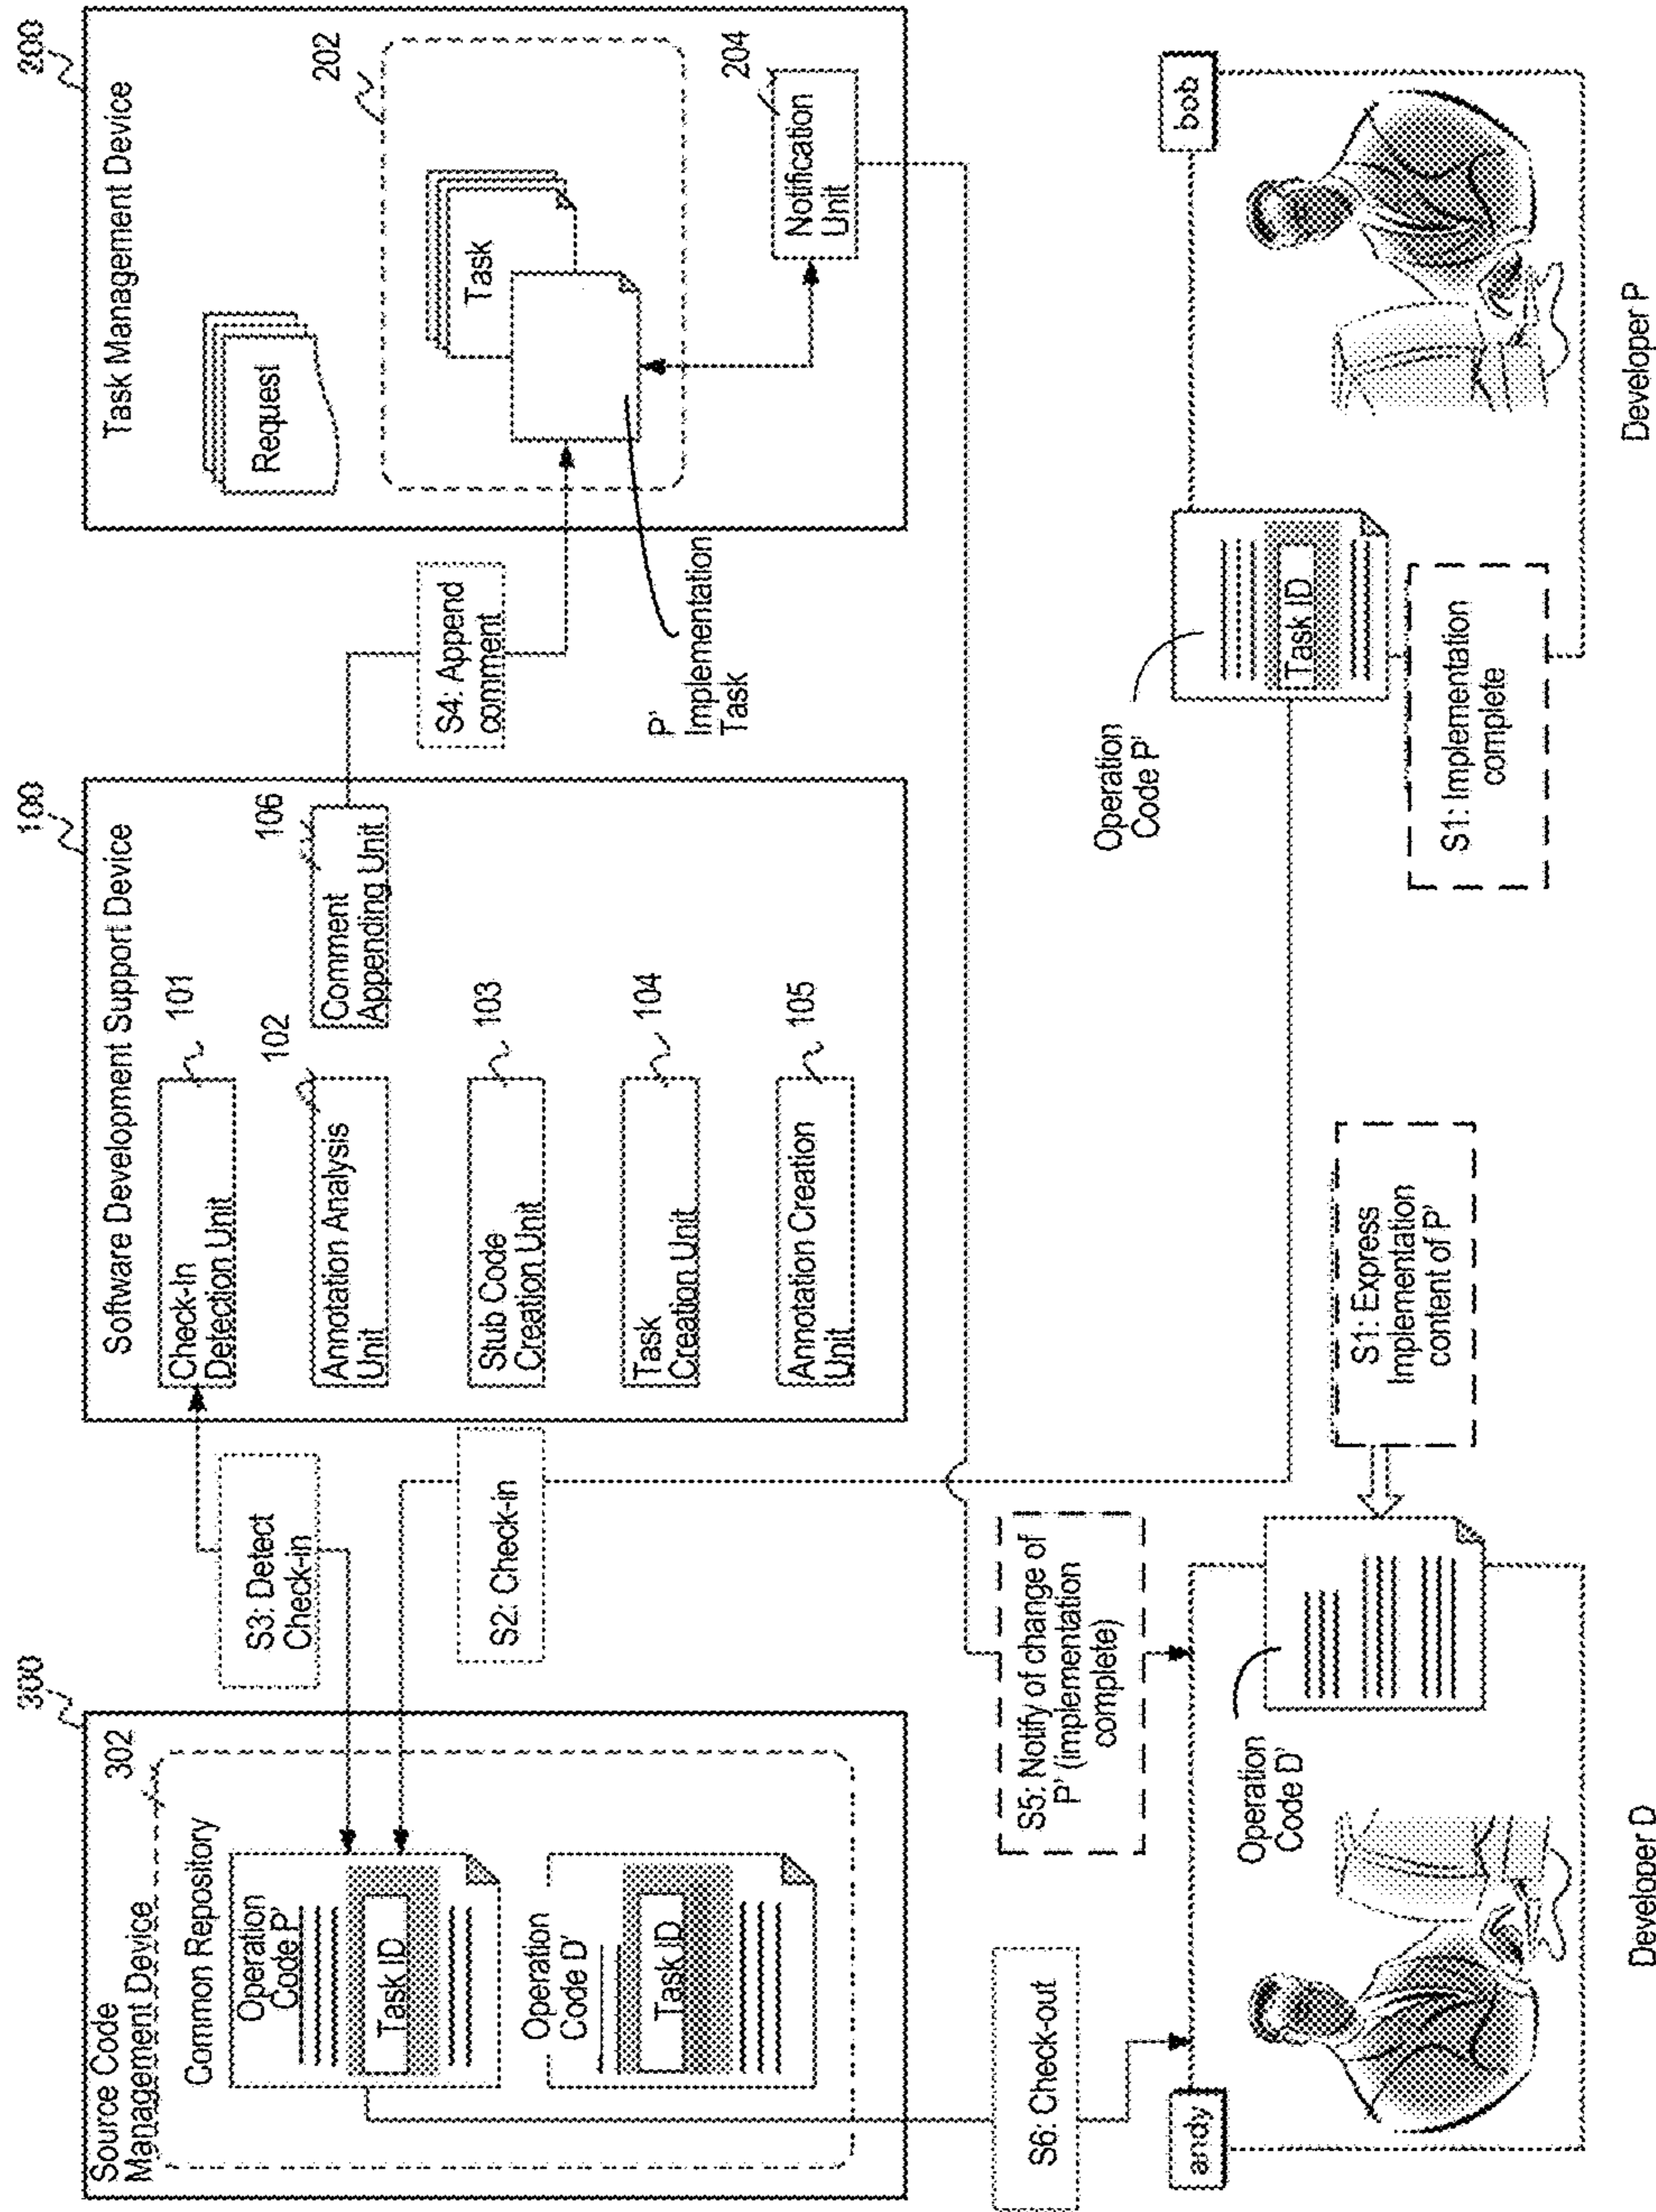 300
Source Code
Management Device
302
Common Repository
Operation
Code P'
Task ID
Operation
Code D'
Task ID
S3: Detect
Check-in
S2: Check-in
100
Software Development Support Device
Check-In
Detection Unit
101
Annotation Analysis
Unit
102
Comment
Appending Unit
106
Stub Code
Creation Unit
103
Task
Creation Unit
104
Annotation Creation
Unit
105
S4: Append
comment
P'
Implementation
Task
Task Management Device
Request
202
Task
Notification
Unit
204
S6: Check-out
S5: Notify of change of
P' (implementation
complete)
andy
Operation
Code D'
S1: Express
Implementation
content of P'
Developer D
Operation
Code P'
Task ID
S1: Implementation
complete
bob
Developer P